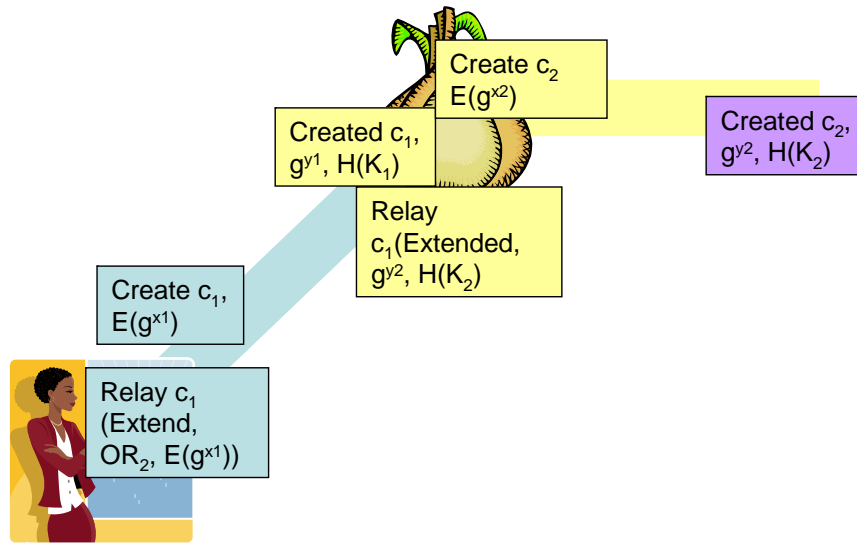 Create c₂
E(gˣ²)
Created c₁,
gʸ¹, H(K₁)
Created c₂,
gʸ², H(K₂)
Relay
c₁(Extended,
gʸ², H(K₂)
Create c₁,
E(gˣ¹)
Relay c₁
(Extend,
OR₂, E(gˣ¹))